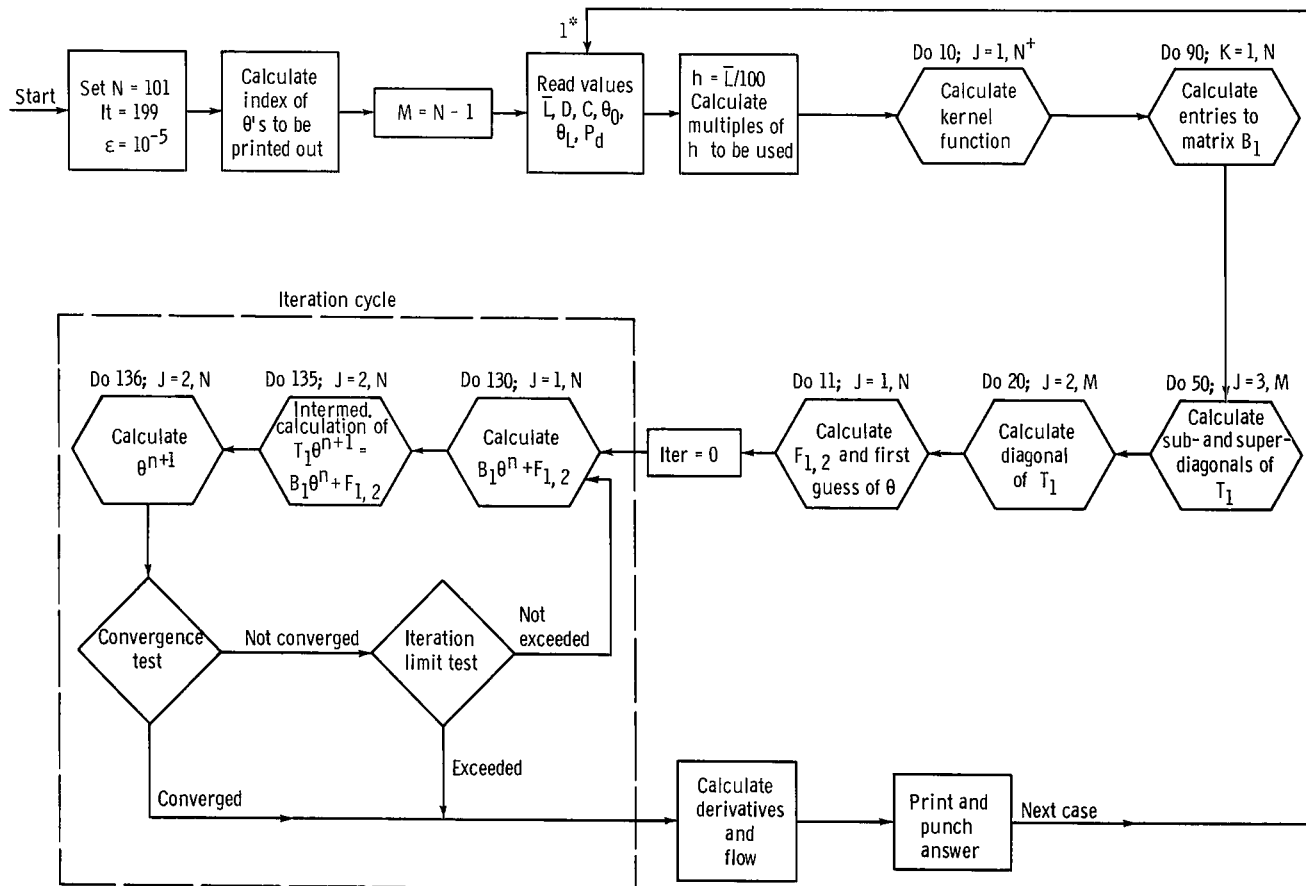 Start
Set N = 101
It = 199
ε = 10⁻⁵
Calculate
index of
θ's to be
printed out
M = N - 1
1*
Read values
L̅, D, C, θ₀,
θ_L, P_d
h = L̅/100
Calculate
multiples of
h to be used
Do 10; J = 1, N⁺
Calculate
kernel
function
Do 90; K = 1, N
Calculate
entries to
matrix B₁
Do 50; J = 3, M
Calculate
sub- and super-
diagonals of
T₁
Do 20; J = 2, M
Calculate
diagonal
of T₁
Do 11; J = 1, N
Calculate
F₁, ₂ and first
guess of θ
Iter = 0
Iteration cycle
Do 130; J = 1, N
Calculate
B₁θⁿ + F₁, ₂
Do 135; J = 2, N
Intermed.
calculation of
T₁θⁿ⁺¹ =
B₁θⁿ + F₁, ₂
Do 136; J = 2, N
Calculate
θⁿ⁺¹
Convergence
test
Not converged
Iteration
limit test
Not
exceeded
Exceeded
Converged
Calculate
derivatives
and
flow
Print and
punch
answer
Next case